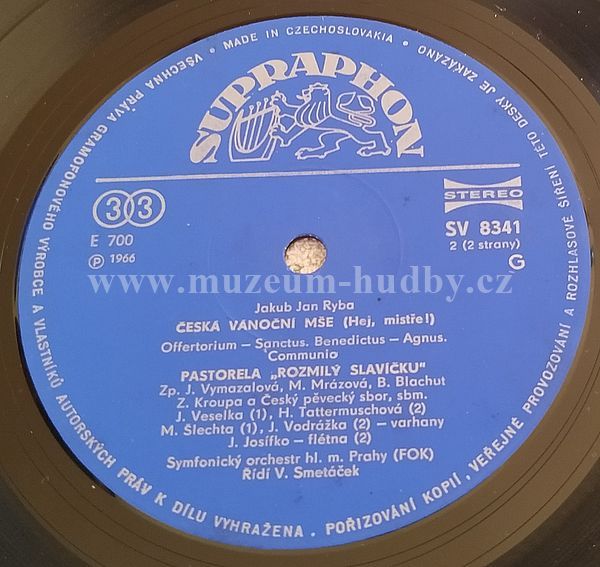 VŠECHNA PRÁVA GRAMOFONOVÉHO VÝROBCE A VLASTNÍKŮ AUTORSKÝCH PRÁV K DÍLU VYHRAŽENA . POŘIZOVÁNÍ KOPIÍ , VEŘEJNÉ PROVOZOVÁNÍ A ROZHLASOVÉ ŠÍŘENÍ TÉTO DESKY JE ZAKÁZÁNO
• MADE IN CZECHOSLOVAKIA •
SUPRAPHON
33
STEREO
E 700
SV 8341
℗ 1966
2 (2 strany)
G
www.muzeum-hudby.cz
Jakub Jan Ryba
ČESKÁ VÁNOČNÍ MŠE (Hej, mistře!)
Offertorium – Sanctus. Benedictus – Agnus.
Communio
PASTORELA „ROZMILÝ SLAVÍČKU“
Zp. J. Vymazalová, M. Mrázová, B. Blachut
Z. Kroupa a Český pěvecký sbor, sbm.
J. Veselka (1), H. Tattermuschová (2)
M. Šlechta (1), J. Vodrážka (2) – varhany
J. Josífko – flétna (2)
Symfonický orchestr hl. m. Prahy (FOK)
Řídí V. Smetáček